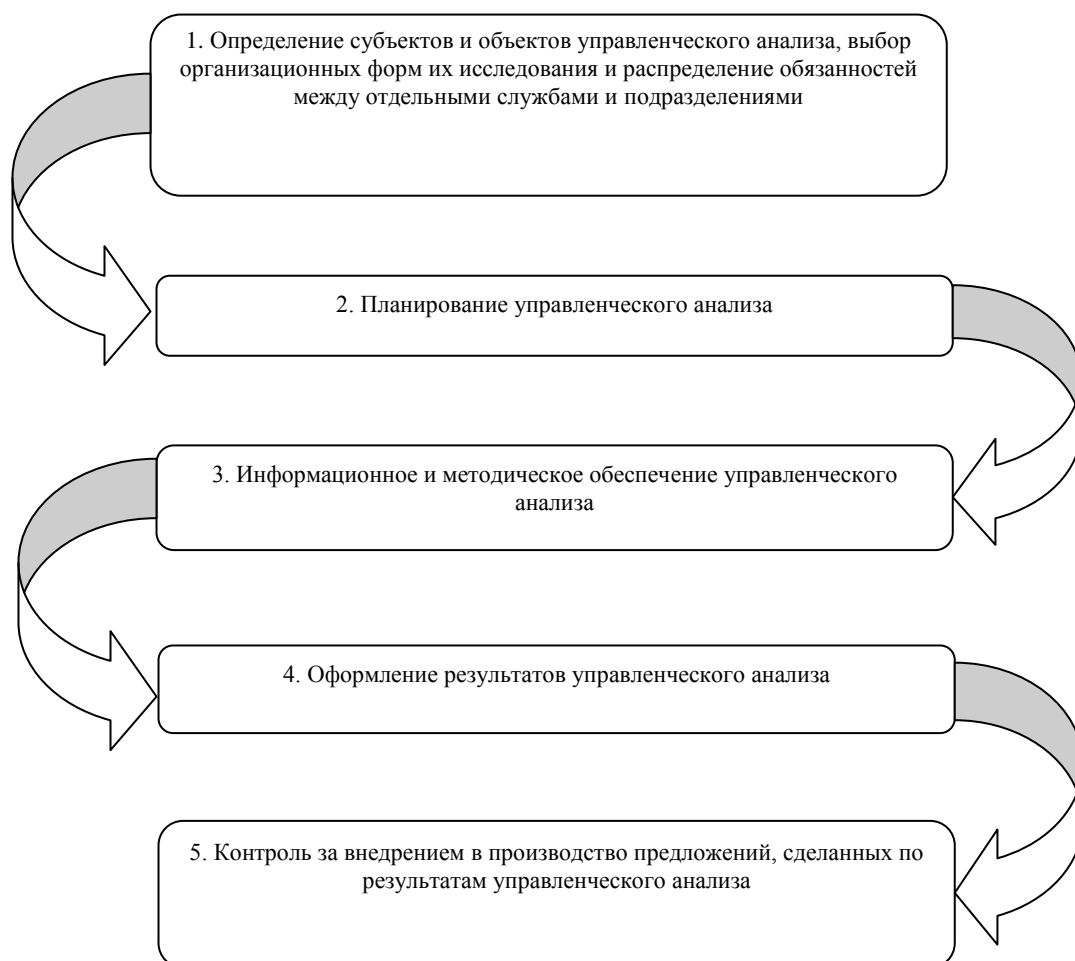 1. Определение субъектов и объектов управленческого анализа, выбор
организационных форм их исследования и распределение обязанностей
между отдельными службами и подразделениями
2. Планирование управленческого анализа
3. Информационное и методическое обеспечение управленческого
анализа
4. Оформление результатов управленческого анализа
5. Контроль за внедрением в производство предложений, сделанных по
результатам управленческого анализа